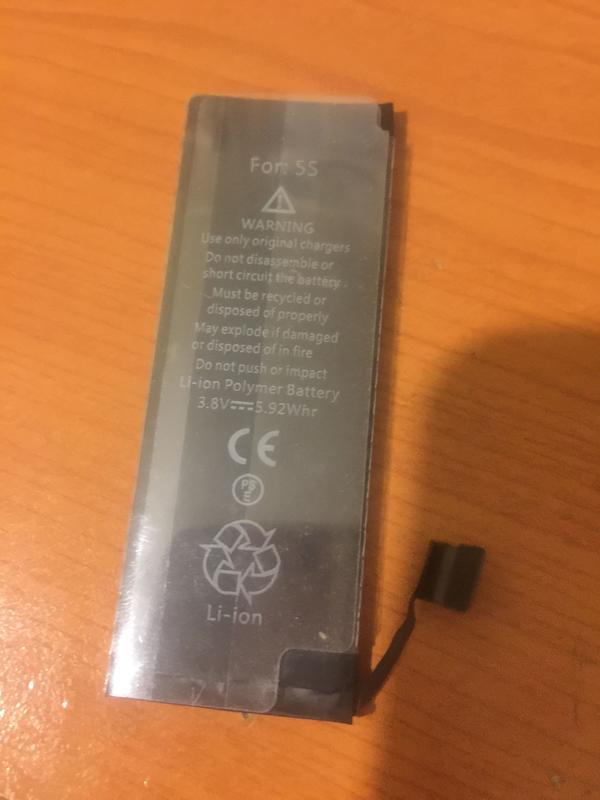 For: 5S
WARNING
Use only original chargers
Do not disassemble or
short circuit the battery.
Must be recycled or
disposed of properly
May explode if damaged
or disposed of in fire
Do not push or impact
Li-ion Polymer Battery
3.8V⎓5.92Whr
CE
PS
E
Li-ion